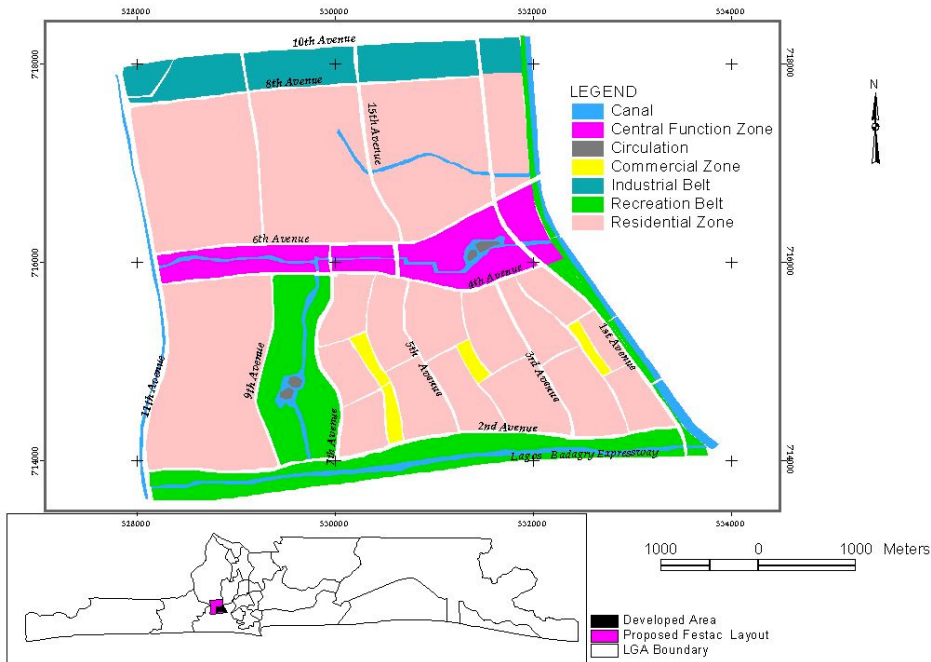 528000
530000
532000
534000
10th Avenue
718000
718000
8th Avenue
N
LEGEND
Canal
Central Function Zone
Circulation
Commercial Zone
Industrial Belt
Recreation Belt
Residential Zone
15th Avenue
6th Avenue
716000
716000
4th Avenue
11th Avenue
9th Avenue
7th Avenue
5th Avenue
3rd Avenue
1st Avenue
2nd Avenue
Lagos Badagry Expressway
714000
714000
528000
530000
532000
534000
1000 0 1000 Meters
Developed Area
Proposed Festac Layout
LGA Boundary